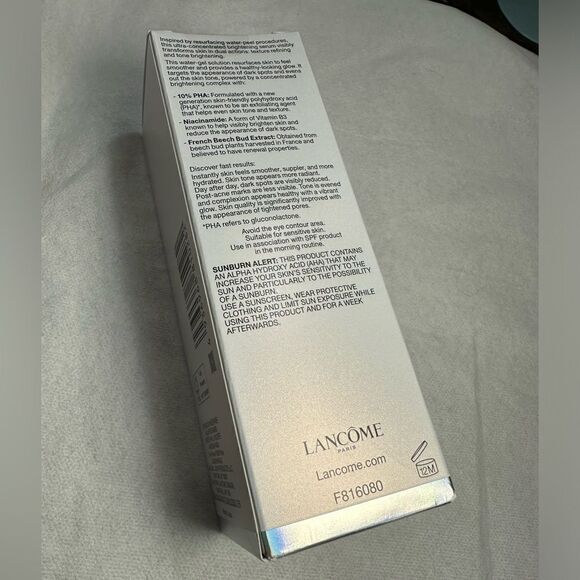 Inspired by resurfacing water-peel procedures,
this ultra-concentrated brightening serum visibly
transforms skin in dual actions: texture refining
and tone brightening.
This water-gel solution resurfaces skin to feel
smoother and provides a healthy-looking glow. It
targets the appearance of dark spots and evens
out the skin tone, powered by a concentrated
brightening complex with:
- 10% PHA: Formulated with a new
generation skin-friendly polyhydroxy acid
(PHA)*, known to be an exfoliating agent
that helps even skin tone and texture.
- Niacinamide: A form of Vitamin B3
known to help visibly brighten skin and
reduce the appearance of dark spots.
- French Beech Bud Extract: Obtained from
beech bud plants harvested in France and
believed to have renewal properties.
Discover fast results:
Instantly skin feels smoother, suppler, and more
hydrated. Skin tone appears more radiant.
Day after day, dark spots are visibly reduced.
Post-acne marks are less visible. Tone is evened
and complexion appears healthy with a vibrant
glow. Skin quality is significantly improved with
the appearance of tightened pores.
*PHA refers to gluconolactone.
Avoid the eye contour area.
Suitable for sensitive skin.
Use in association with SPF product
in the morning routine.
SUNBURN ALERT: THIS PRODUCT CONTAINS
AN ALPHA HYDROXY ACID (AHA) THAT MAY
INCREASE YOUR SKIN'S SENSITIVITY TO THE
SUN AND PARTICULARLY TO THE POSSIBILITY
OF A SUNBURN.
USE A SUNSCREEN, WEAR PROTECTIVE
CLOTHING AND LIMIT SUN EXPOSURE WHILE
USING THIS PRODUCT AND FOR A WEEK
AFTERWARDS.
LANCÔME
PARIS
Lancome.com
12M
F816080